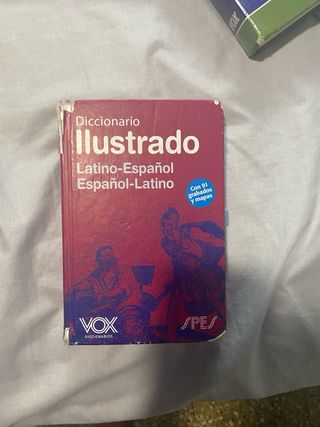 Diccionario
Ilustrado
Latino-Español
Español-Latino
Con 91
grabados
y mapas
VOX
DICCIONARIOS
SPES